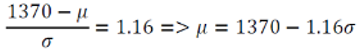 (1370 − μ)/σ = 1.16 => μ = 1370 − 1.16σ